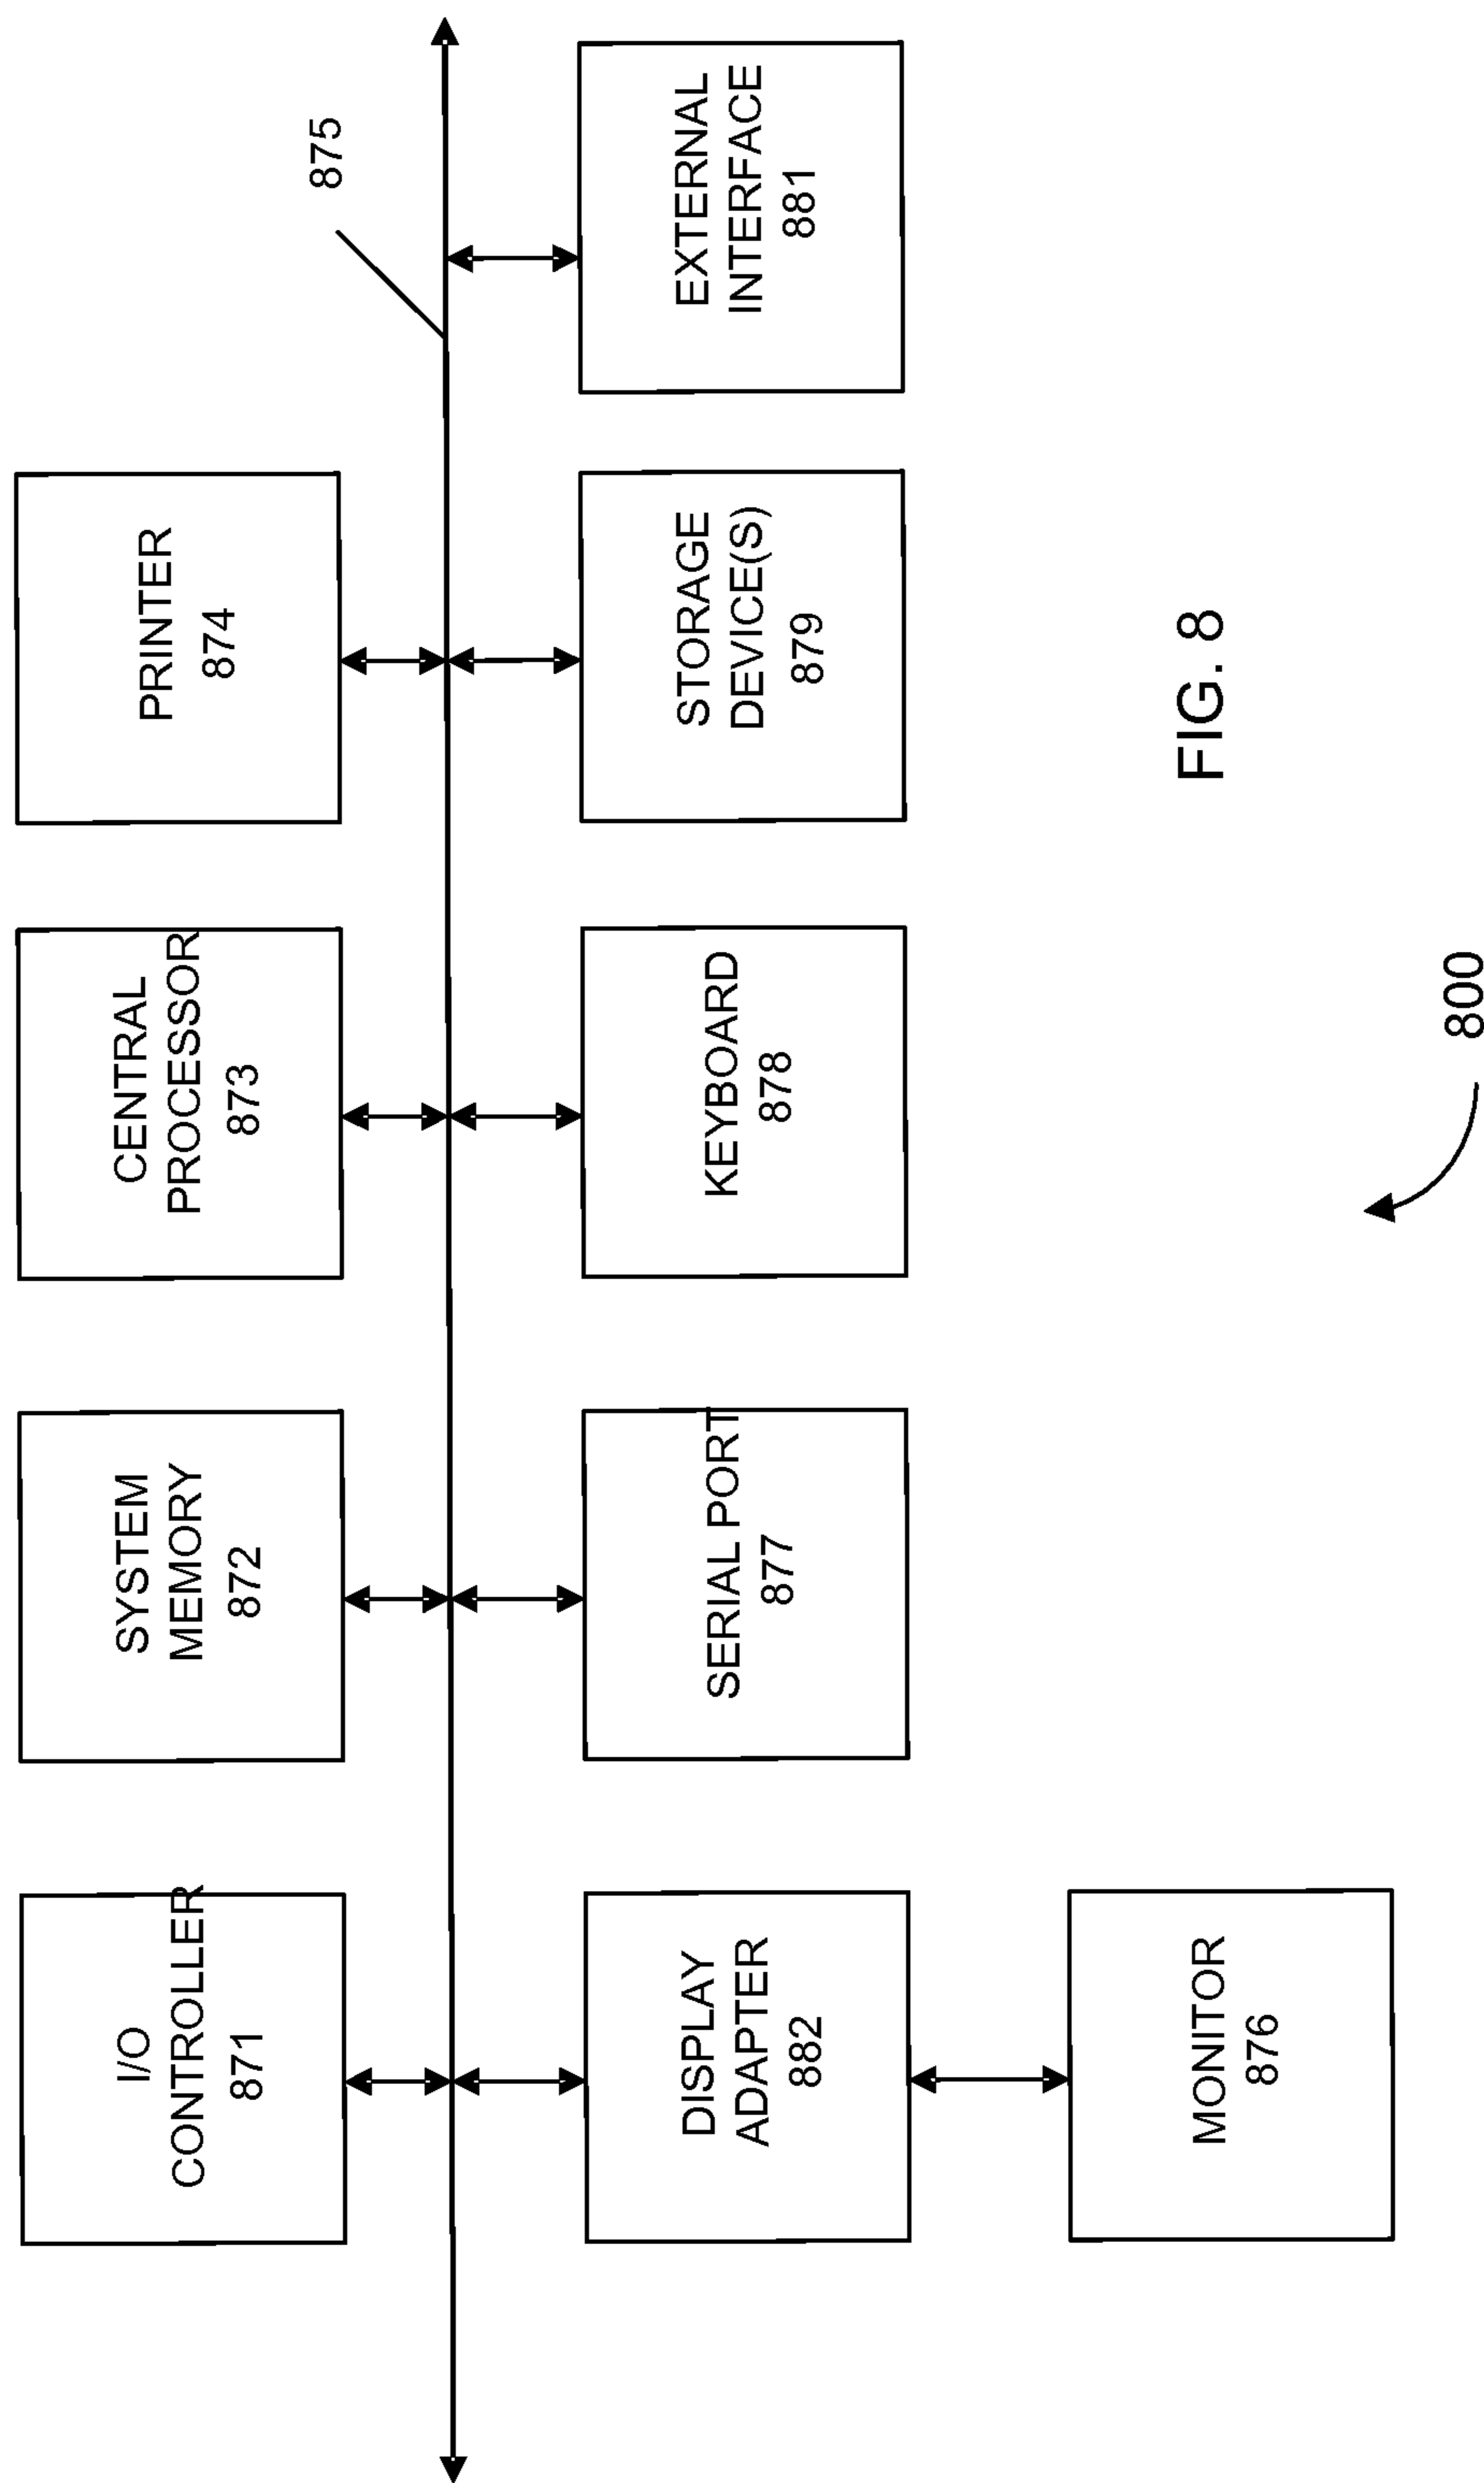 I/O
CONTROLLER
871
SYSTEM
MEMORY
872
CENTRAL
PROCESSOR
873
PRINTER
874
875
DISPLAY
ADAPTER
882
SERIAL PORT
877
KEYBOARD
878
STORAGE
DEVICE(S)
879
EXTERNAL
INTERFACE
881
MONITOR
876
FIG. 8
800